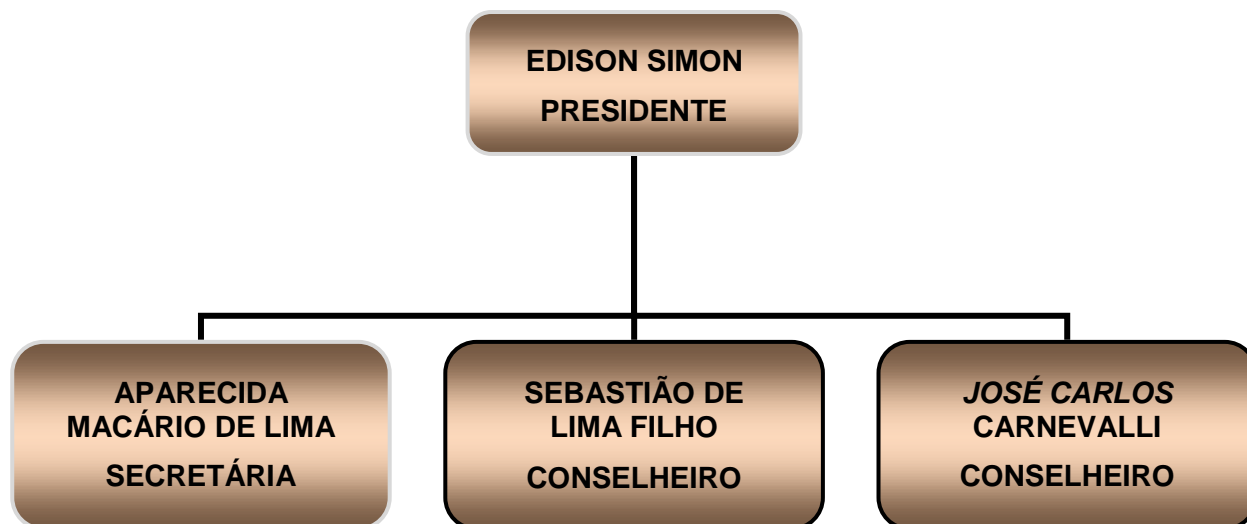 EDISON SIMON
PRESIDENTE
APARECIDA
MACÁRIO DE LIMA
SECRETÁRIA
SEBASTIÃO DE
LIMA FILHO
CONSELHEIRO
JOSÉ CARLOS
CARNEVALLI
CONSELHEIRO